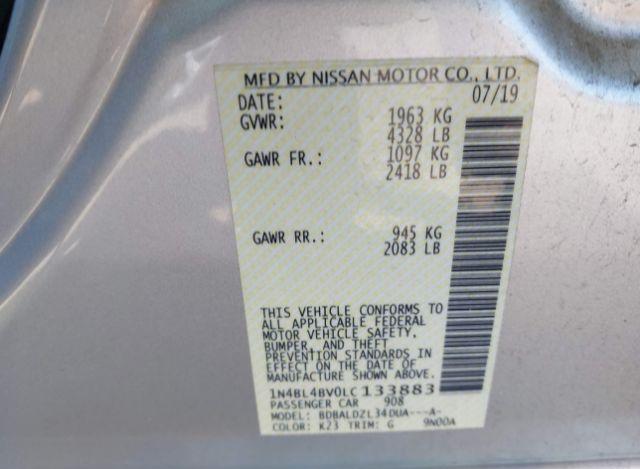 MFD BY NISSAN MOTOR CO., LTD.
DATE: 07/19
GVWR: 1963 KG
4328 LB
GAWR FR.: 1097 KG
2418 LB
GAWR RR.: 945 KG
2083 LB
THIS VEHICLE CONFORMS TO
ALL APPLICABLE FEDERAL
MOTOR VEHICLE SAFETY,
BUMPER, AND THEFT
PREVENTION STANDARDS IN
EFFECT ON THE DATE OF
MANUFACTURE SHOWN ABOVE.
1N4BL4BV0LC133883
PASSENGER CAR 908
MODEL: BDBALDZL34DUA---A-
COLOR: K23 TRIM: G 9N00A